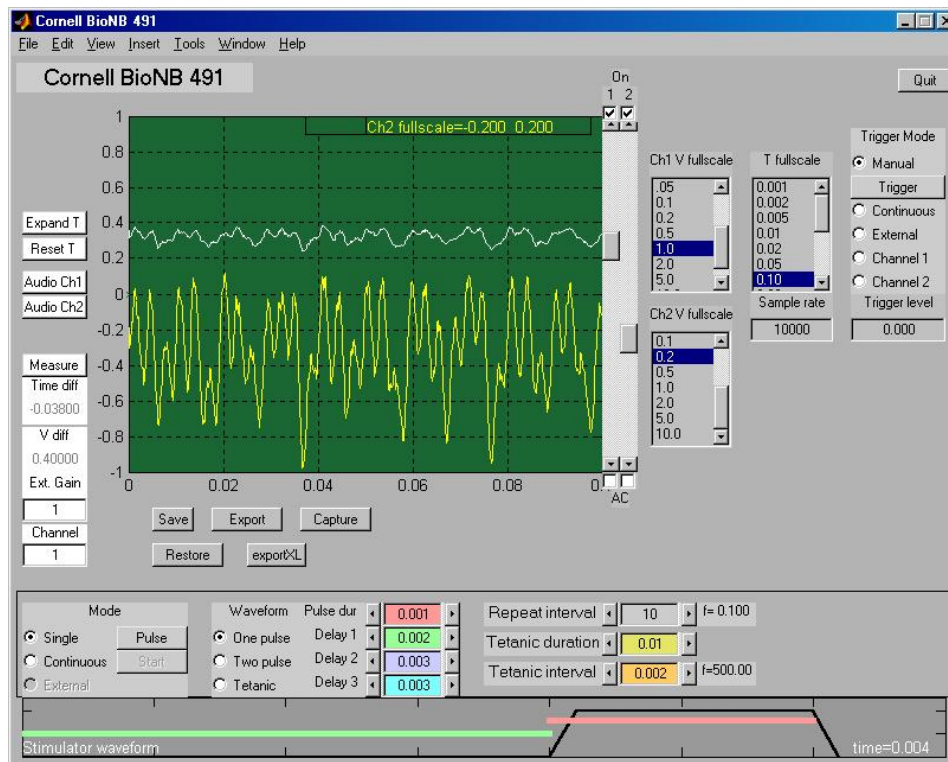 Cornell BioNB 491
File Edit View Insert Tools Window Help
Cornell BioNB 491
On
1 2
Quit
Ch2 fullscale=-0.200 0.200
1
0.8
0.6
0.4
0.2
0
-0.2
-0.4
-0.6
-0.8
-1
0 0.02 0.04 0.06 0.08
AC
Expand T
Reset T
Audio Ch1
Audio Ch2
Measure
Time diff
-0.03800
V diff
0.40000
Ext. Gain
1
Channel
1
Save Export Capture
Restore exportXL
Ch1 V fullscale
.05
0.1
0.2
0.5
1.0
2.0
5.0
Ch2 V fullscale
0.1
0.2
0.5
1.0
2.0
5.0
10.0
T fullscale
0.001
0.002
0.005
0.01
0.02
0.05
0.10
Sample rate
10000
Trigger Mode
Manual
Trigger
Continuous
External
Channel 1
Channel 2
Trigger level
0.000
Mode
Single Pulse
Continuous Start
External
Waveform
One pulse
Two pulse
Tetanic
Pulse dur 0.001
Delay 1 0.002
Delay 2 0.003
Delay 3 0.003
Repeat interval 10 f= 0.100
Tetanic duration 0.01
Tetanic interval 0.002 f=500.00
Stimulator waveform time=0.004